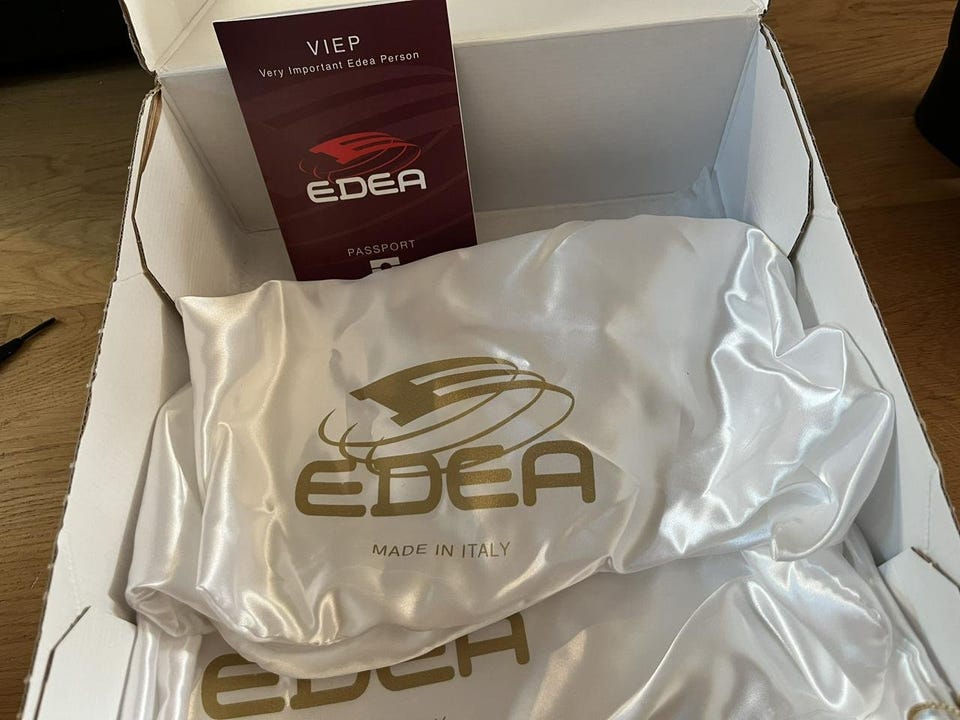 VIEP
Very Important Edea Person
EDEA
PASSPORT
EDEA
MADE IN ITALY
EDEA